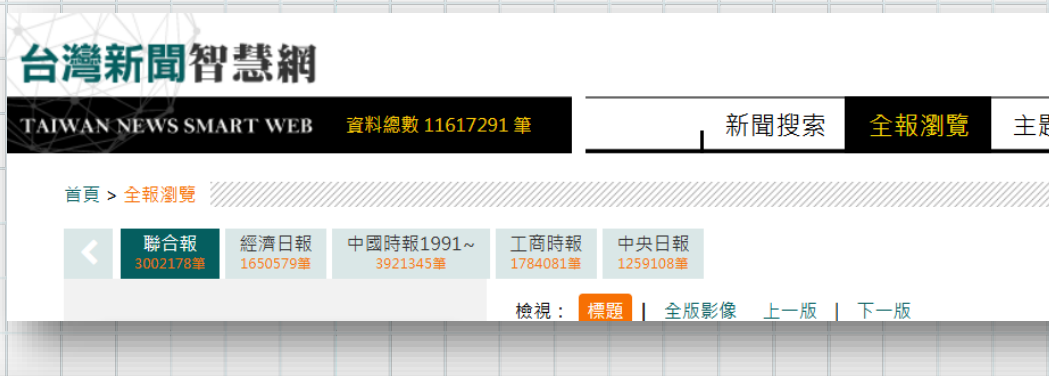 台灣新聞智慧網
TAIWAN NEWS SMART WEB 資料總數 11617291 筆
新聞搜索 全報瀏覽 主題
首頁 > 全報瀏覽
聯合報 經濟日報 中國時報1991~ 工商時報 中央日報
3002178筆 1650579筆 3921345筆 1784081筆 1259108筆
檢視： 標題 | 全版影像 上一版 | 下一版